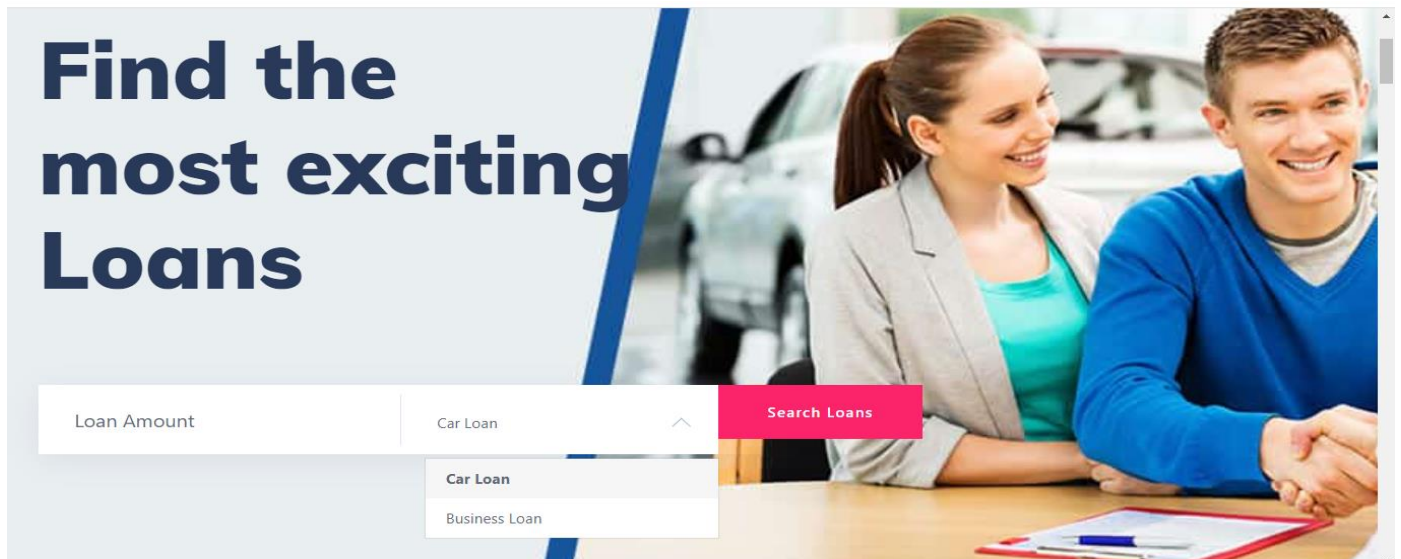 Find the
most exciting
Loans
Loan Amount
Car Loan
Search Loans
Car Loan
Business Loan